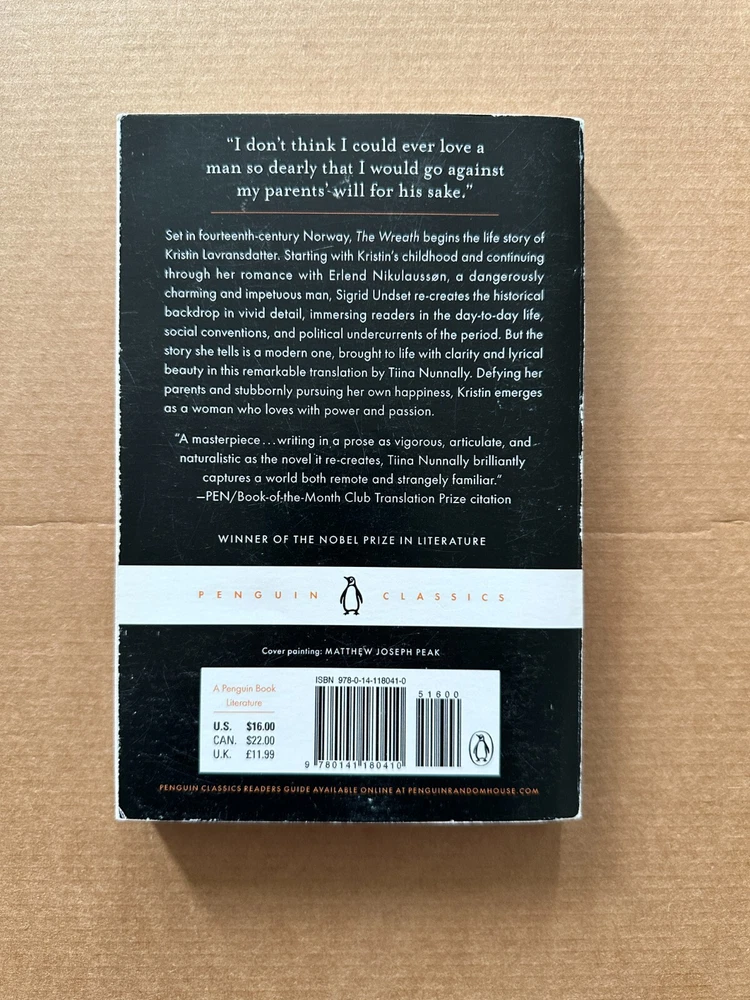 “I don’t think I could ever love a
man so dearly that I would go against
my parents’ will for his sake.”
Set in fourteenth-century Norway, The Wreath begins the life story of
Kristin Lavransdatter. Starting with Kristin’s childhood and continuing
through her romance with Erlend Nikulaussøn, a dangerously
charming and impetuous man, Sigrid Undset re-creates the historical
backdrop in vivid detail, immersing readers in the day-to-day life,
social conventions, and political undercurrents of the period. But the
story she tells is a modern one, brought to life with clarity and lyrical
beauty in this remarkable translation by Tiina Nunnally. Defying her
parents and stubbornly pursuing her own happiness, Kristin emerges
as a woman who loves with power and passion.
“A masterpiece...writing in a prose as vigorous, articulate, and
naturalistic as the novel it re-creates, Tiina Nunnally brilliantly
captures a world both remote and strangely familiar.”
—PEN/Book-of-the-Month Club Translation Prize citation
WINNER OF THE NOBEL PRIZE IN LITERATURE
PENGUIN CLASSICS
Cover painting: MATTHEW JOSEPH PEAK
A Penguin Book
Literature
U.S. $16.00
CAN. $22.00
U.K. £11.99
ISBN 978-0-14-118041-0
51600
9 780141 180410
PENGUIN CLASSICS READERS GUIDE AVAILABLE ONLINE AT PENGUINRANDOMHOUSE.COM